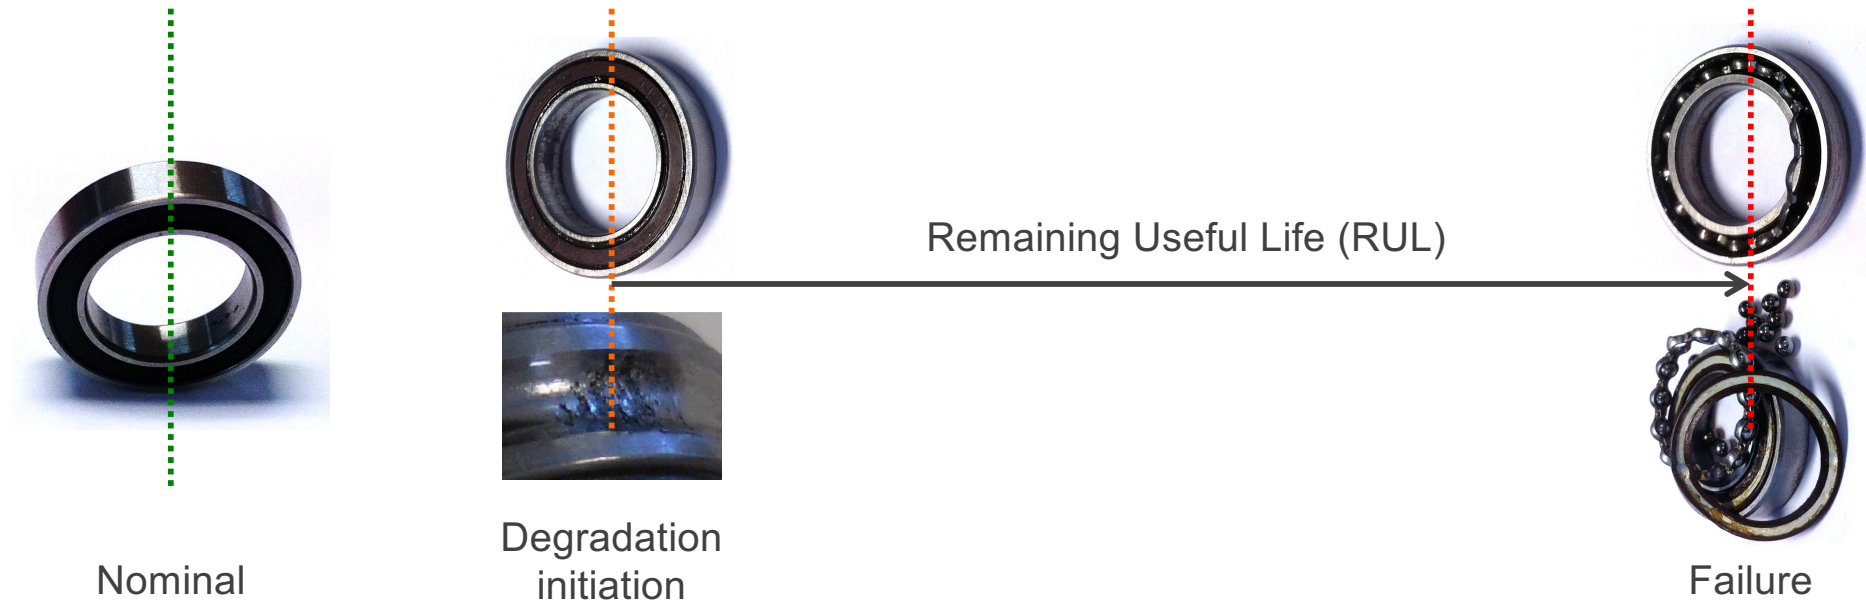 Remaining Useful Life (RUL)
Nominal
Degradation
initiation
Failure